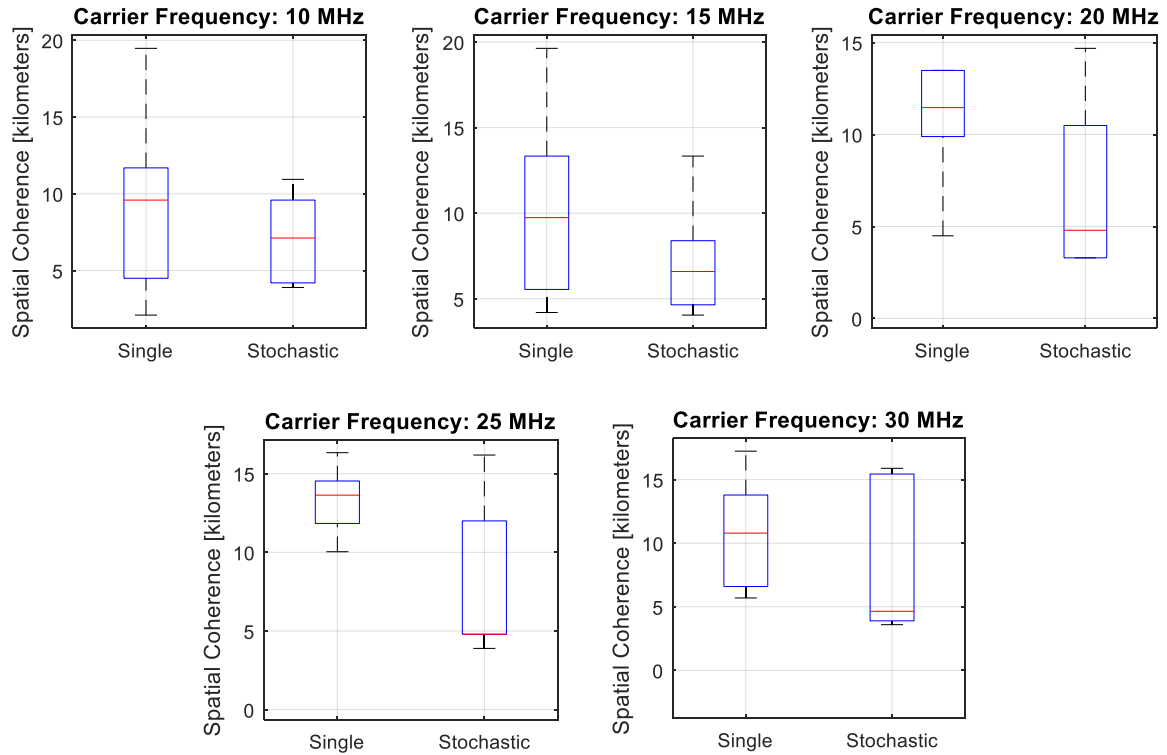 Carrier Frequency: 10 MHz
Spatial Coherence [kilometers]
20
15
10
5
Single
Stochastic
Carrier Frequency: 15 MHz
Spatial Coherence [kilometers]
20
15
10
5
Single
Stochastic
Carrier Frequency: 20 MHz
Spatial Coherence [kilometers]
15
10
5
0
Single
Stochastic
Carrier Frequency: 25 MHz
Spatial Coherence [kilometers]
15
10
5
0
Single
Stochastic
Carrier Frequency: 30 MHz
Spatial Coherence [kilometers]
15
10
5
0
Single
Stochastic